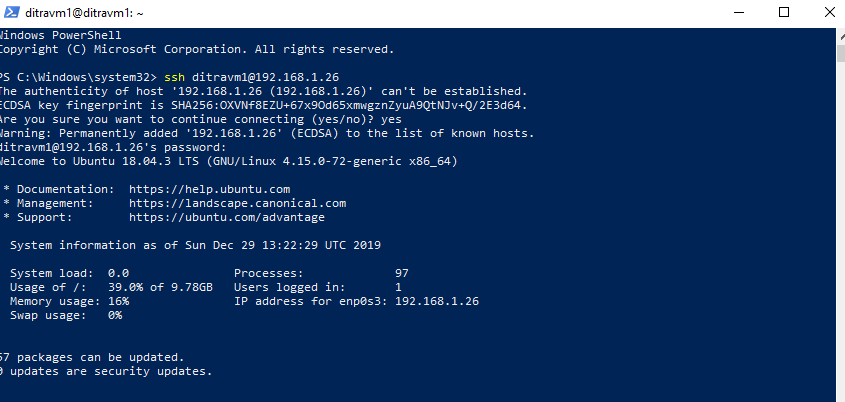 ditravm1@ditravm1: ~
Windows PowerShell
Copyright (C) Microsoft Corporation. All rights reserved.
PS C:\Windows\system32> ssh ditravm1@192.168.1.26
The authenticity of host '192.168.1.26 (192.168.1.26)' can't be established.
ECDSA key fingerprint is SHA256:OXVNf8EZU+67x9Od65xmwgznZyuA9QtNJv+Q/2E3d64.
Are you sure you want to continue connecting (yes/no)? yes
Warning: Permanently added '192.168.1.26' (ECDSA) to the list of known hosts.
ditravm1@192.168.1.26's password:
Welcome to Ubuntu 18.04.3 LTS (GNU/Linux 4.15.0-72-generic x86_64)
* Documentation:  https://help.ubuntu.com
* Management:     https://landscape.canonical.com
* Support:        https://ubuntu.com/advantage
System information as of Sun Dec 29 13:22:29 UTC 2019
System load:  0.0               Processes:             97
Usage of /:   39.0% of 9.78GB   Users logged in:       1
Memory usage: 16%               IP address for enp0s3: 192.168.1.26
Swap usage:   0%
57 packages can be updated.
0 updates are security updates.